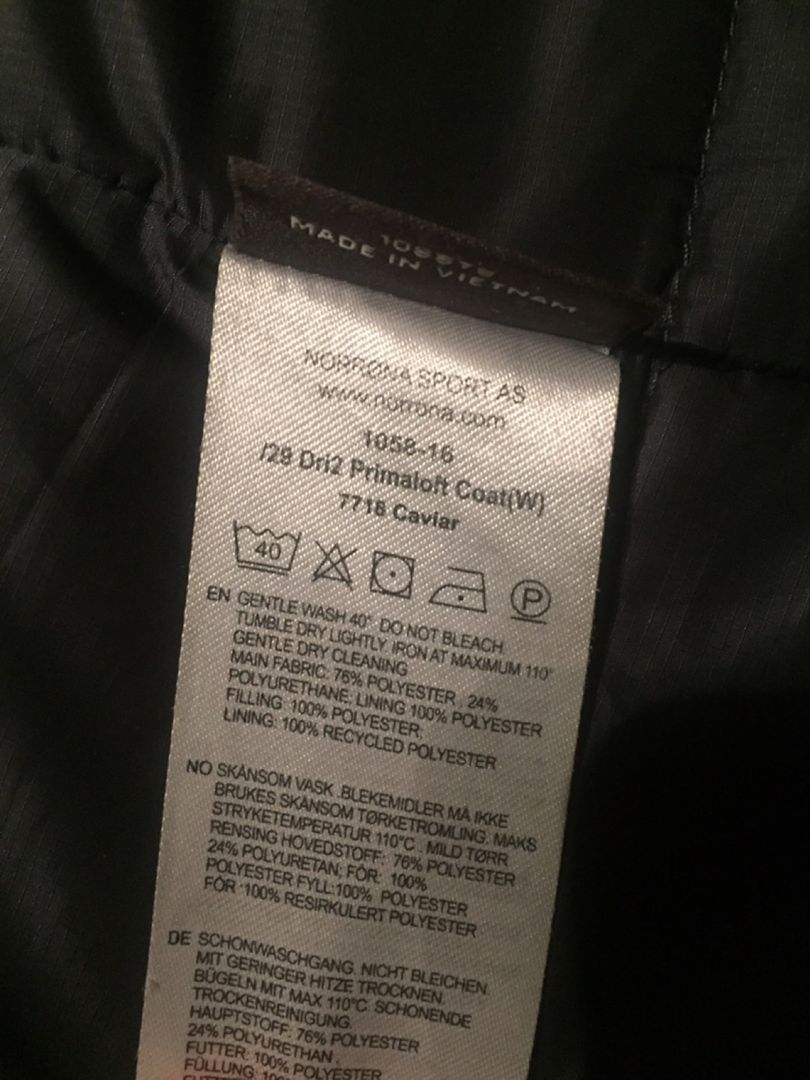 MADE IN VIETNAM
NORRØNA SPORT AS
www.norrona.com
1058-16
/29 Dri2 Primaloft Coat(W)
7718 Caviar
40
P
EN GENTLE WASH 40° DO NOT BLEACH
TUMBLE DRY LIGHTLY. IRON AT MAXIMUM 110°
GENTLE DRY CLEANING
MAIN FABRIC: 76% POLYESTER , 24%
POLYURETHANE; LINING 100% POLYESTER
FILLING: 100% POLYESTER;
LINING: 100% RECYCLED POLYESTER
NO SKÅNSOM VASK .BLEKEMIDLER MÅ IKKE
BRUKES SKÅNSOM TØRKETROMLING. MAKS
STRYKETEMPERATUR 110°C . MILD TØRR
RENSING HOVEDSTOFF: 76% POLYESTER
24% POLYURETAN; FÔR: 100%
POLYESTER FYLL:100% POLYESTER
FÔR '100% RESIRKULERT POLYESTER
DE SCHONWASCHGANG. NICHT BLEICHEN.
MIT GERINGER HITZE TROCKNEN.
BÜGELN MIT MAX 110°C. SCHONENDE
TROCKENREINIGUNG.
HAUPTSTOFF: 76% POLYESTER
24% POLYURETHAN .
FUTTER: 100% POLYESTER
FÜLLUNG: